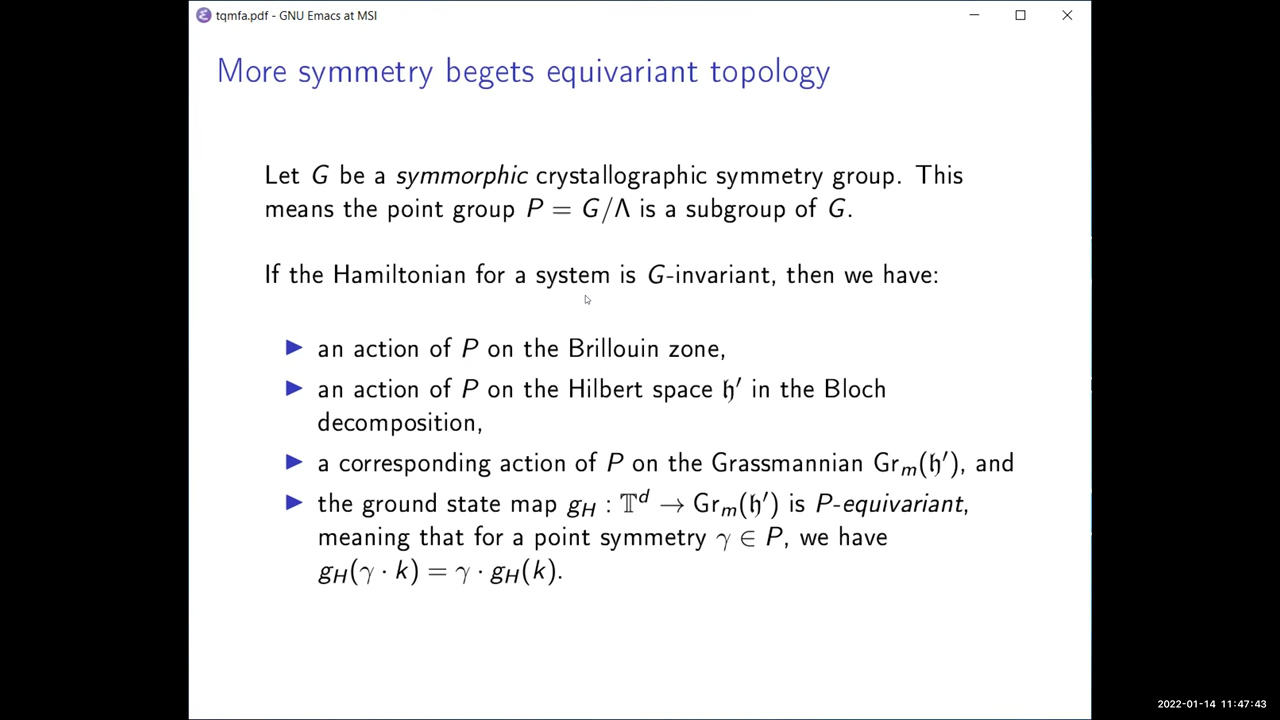 tqmfa.pdf - GNU Emacs at MSI
More symmetry begets equivariant topology
Let G be a symmorphic crystallographic symmetry group. This
means the point group P = G/Λ is a subgroup of G.
If the Hamiltonian for a system is G-invariant, then we have:
▶ an action of P on the Brillouin zone,
▶ an action of P on the Hilbert space 𝔥′ in the Bloch
decomposition,
▶ a corresponding action of P on the Grassmannian Grₘ(𝔥′), and
▶ the ground state map g_H : 𝕋ᵈ → Grₘ(𝔥′) is P-equivariant,
meaning that for a point symmetry γ ∈ P, we have
g_H(γ · k) = γ · g_H(k).
2022-01-14 11:47:43